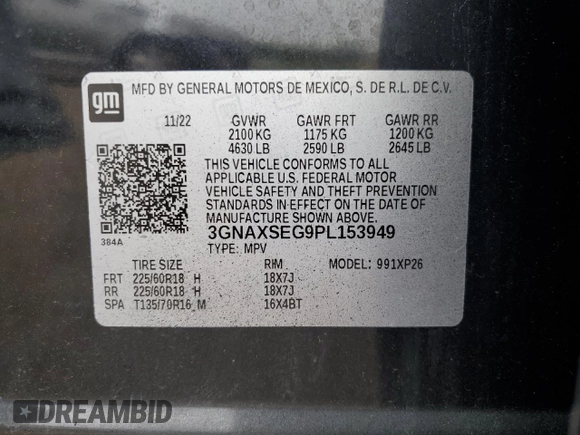 gm
MFD BY GENERAL MOTORS DE MEXICO, S. DE R.L. DE C.V.
11/22 GVWR GAWR FRT GAWR RR
2100 KG 1175 KG 1200 KG
4630 LB 2590 LB 2645 LB
THIS VEHICLE CONFORMS TO ALL
APPLICABLE U.S. FEDERAL MOTOR
VEHICLE SAFETY AND THEFT PREVENTION
STANDARDS IN EFFECT ON THE DATE OF
MANUFACTURE SHOWN ABOVE.
384A
3GNAXSEG9PL153949
TYPE: MPV
TIRE SIZE RIM MODEL: 991XP26
FRT 225/60R18 H 18X7J
RR 225/60R18 H 18X7J
SPA T135/70R16 M 16X4BT
DREAMBID